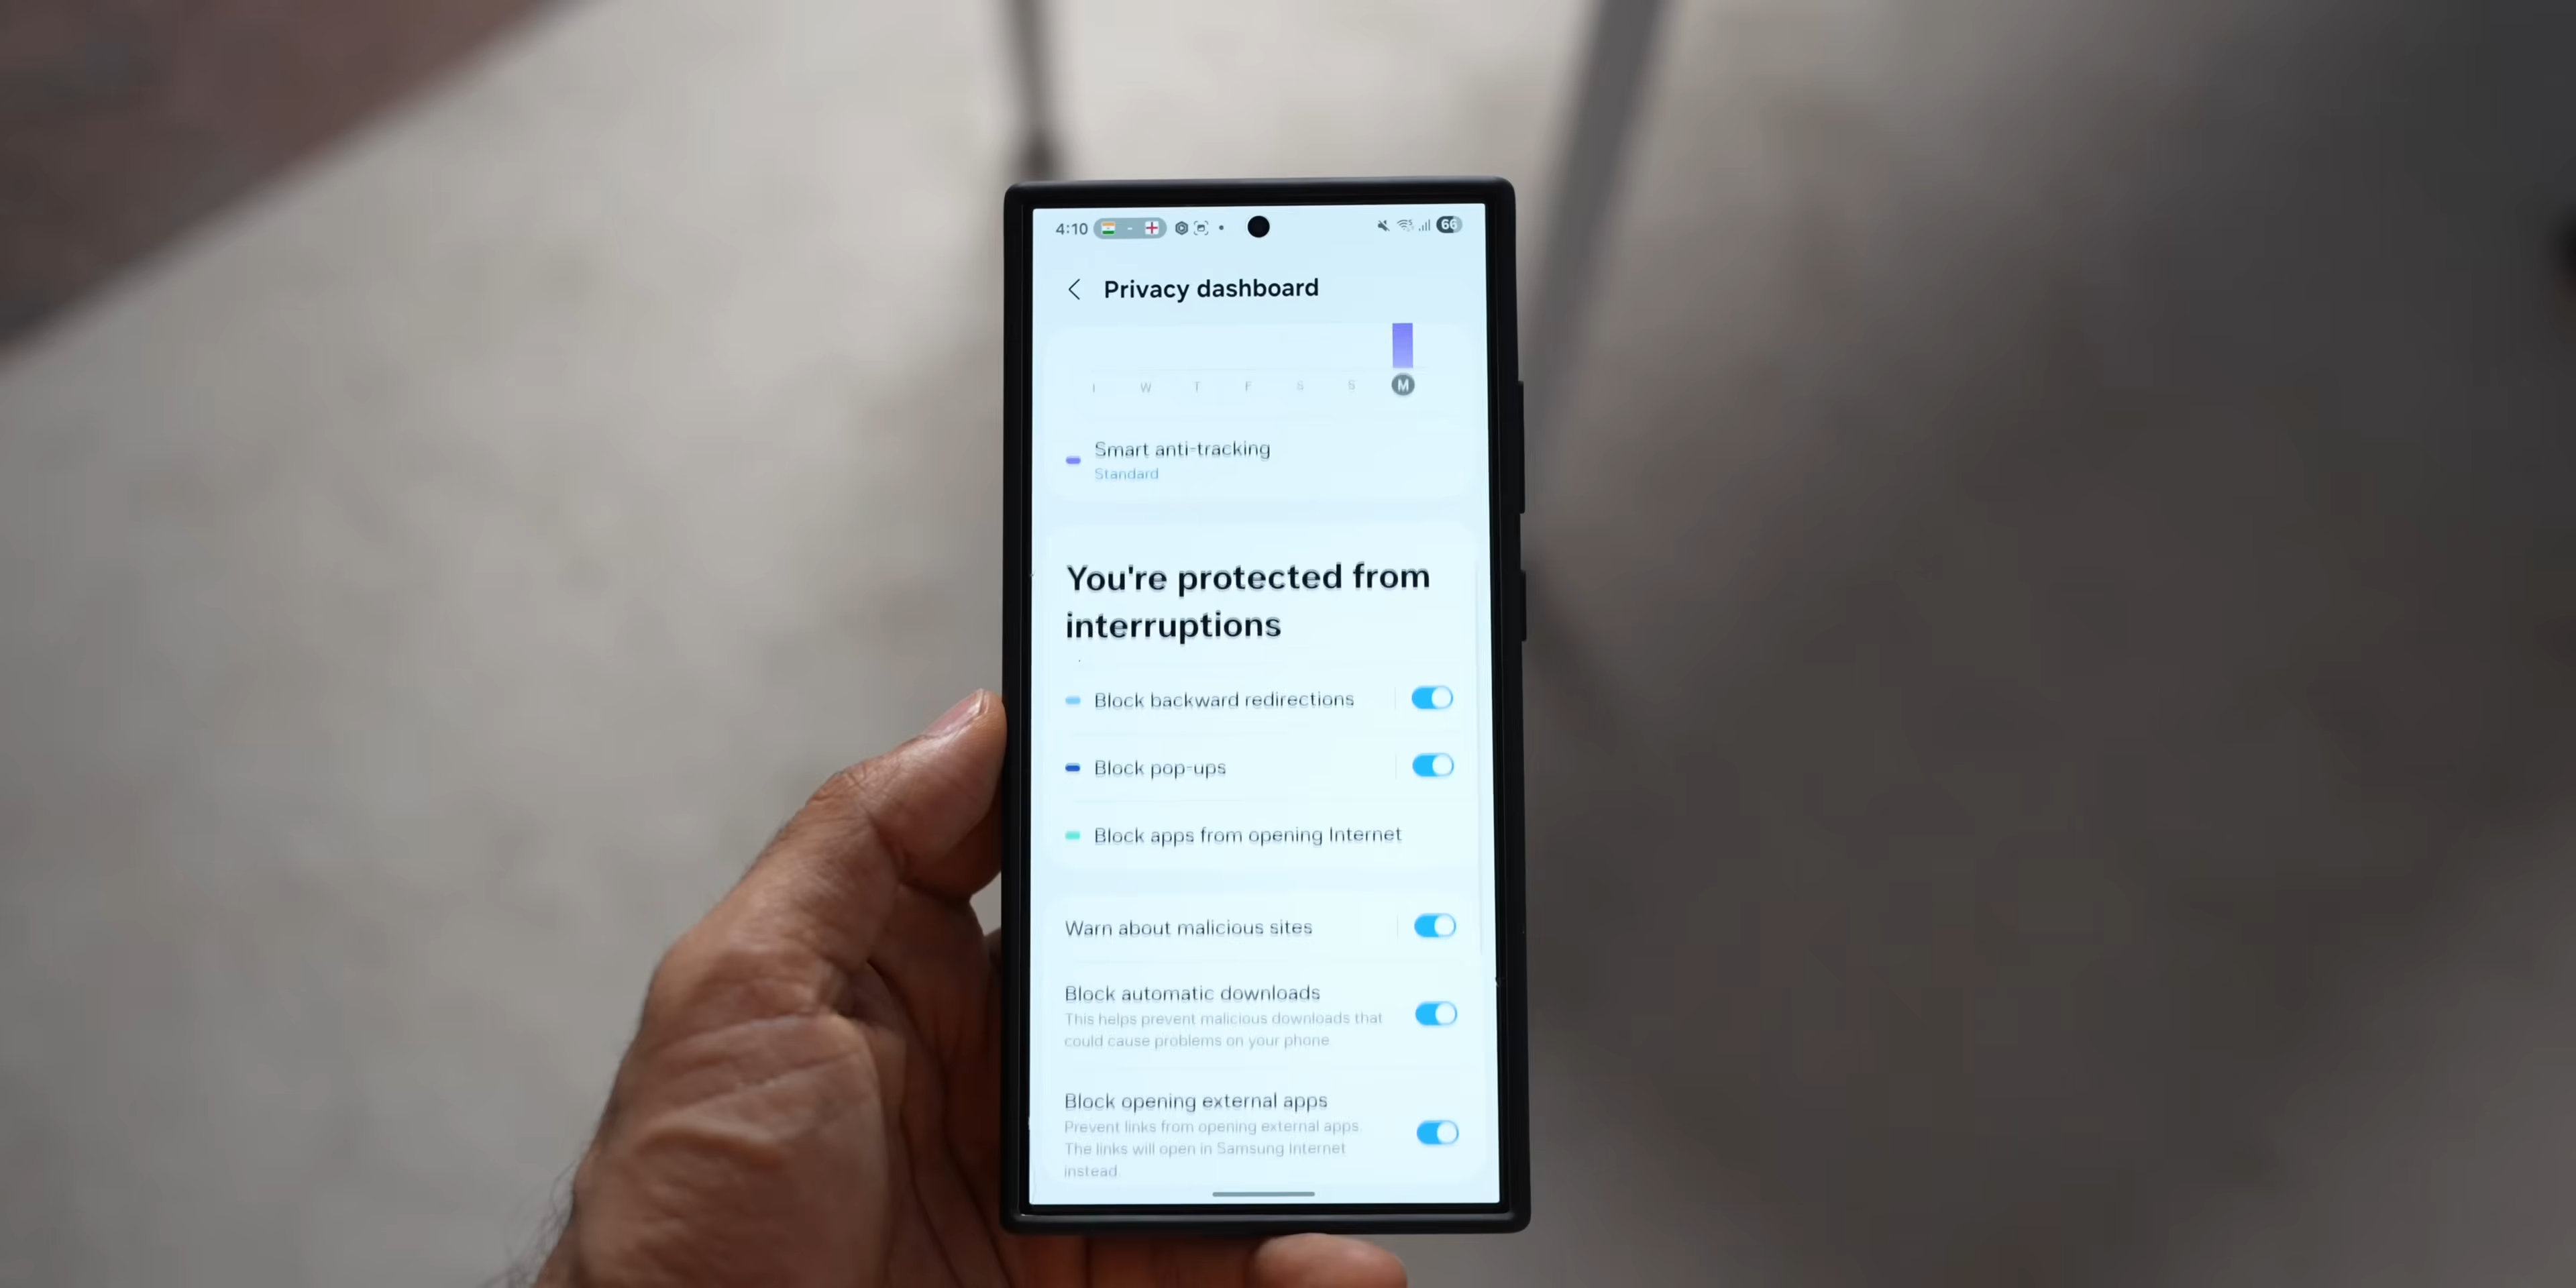 4:10 - 66
Privacy dashboard
W T F S S M
Smart anti-tracking
Standard
You're protected from
interruptions
Block backward redirections
Block pop-ups
Block apps from opening Internet
Warn about malicious sites
Block automatic downloads
This helps prevent malicious downloads that
could cause problems on your phone
Block opening external apps
Prevent links from opening external apps.
The links will open in Samsung Internet
instead.